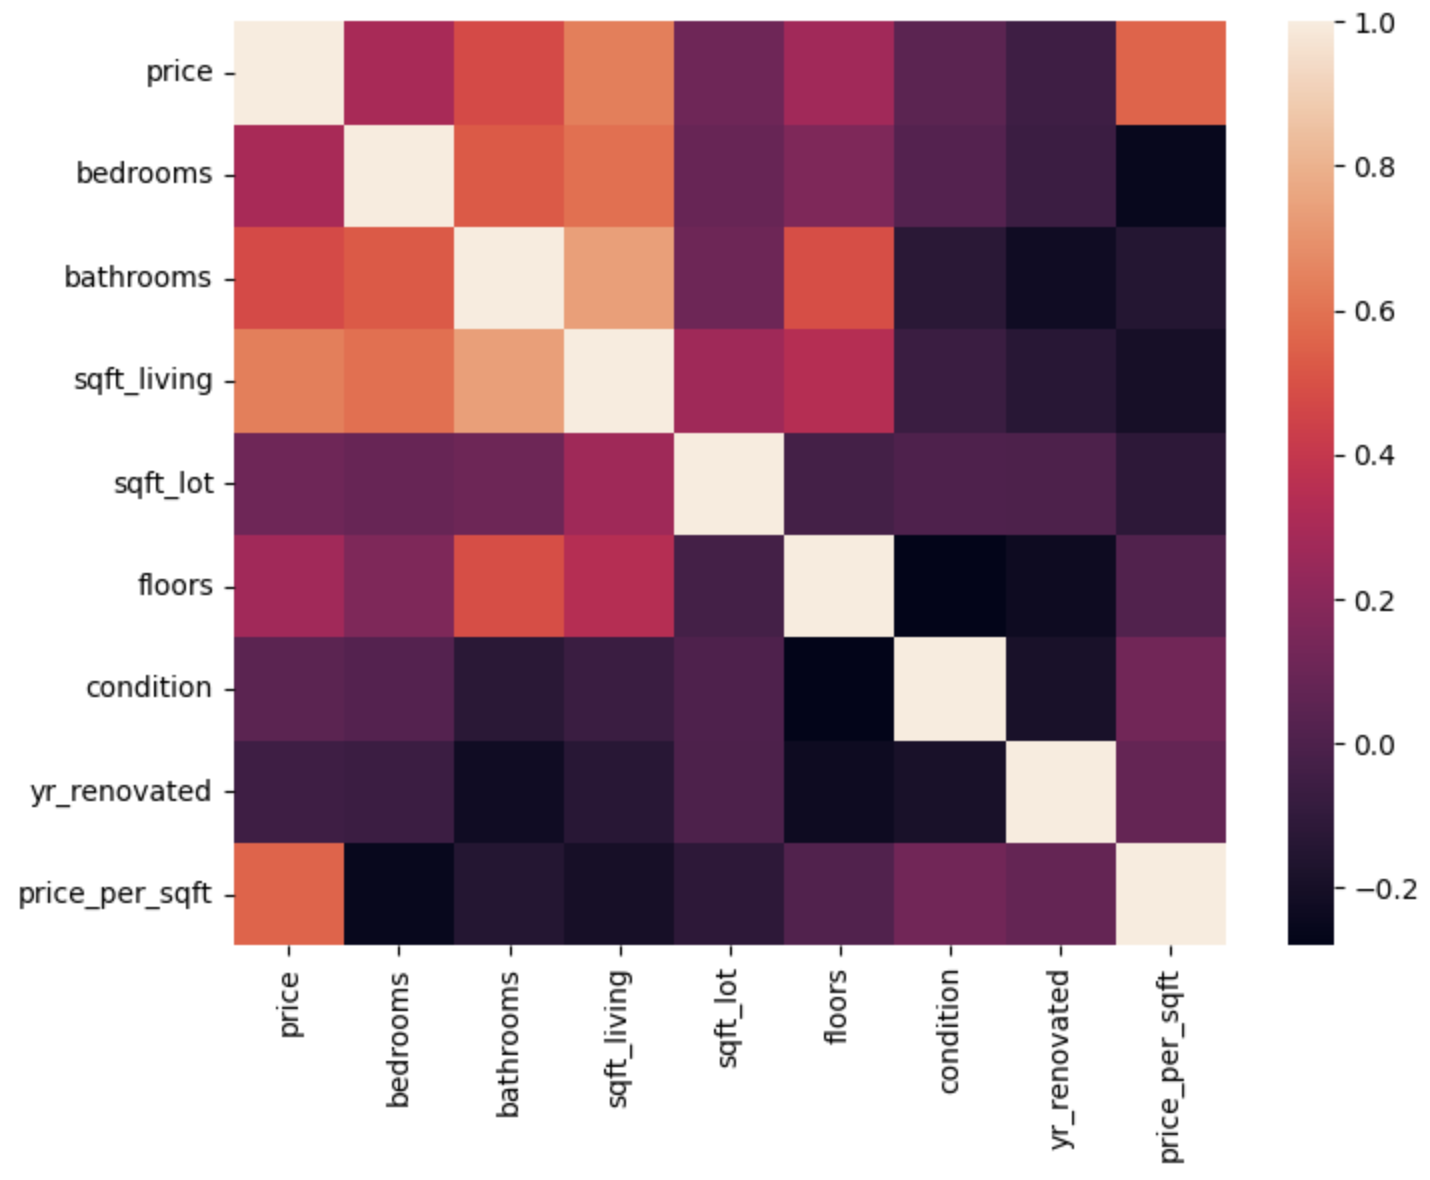 price
bedrooms
bathrooms
sqft_living
sqft_lot
floors
condition
yr_renovated
price_per_sqft
price
bedrooms
bathrooms
sqft_living
sqft_lot
floors
condition
yr_renovated
price_per_sqft
1.0
0.8
0.6
0.4
0.2
0.0
−0.2